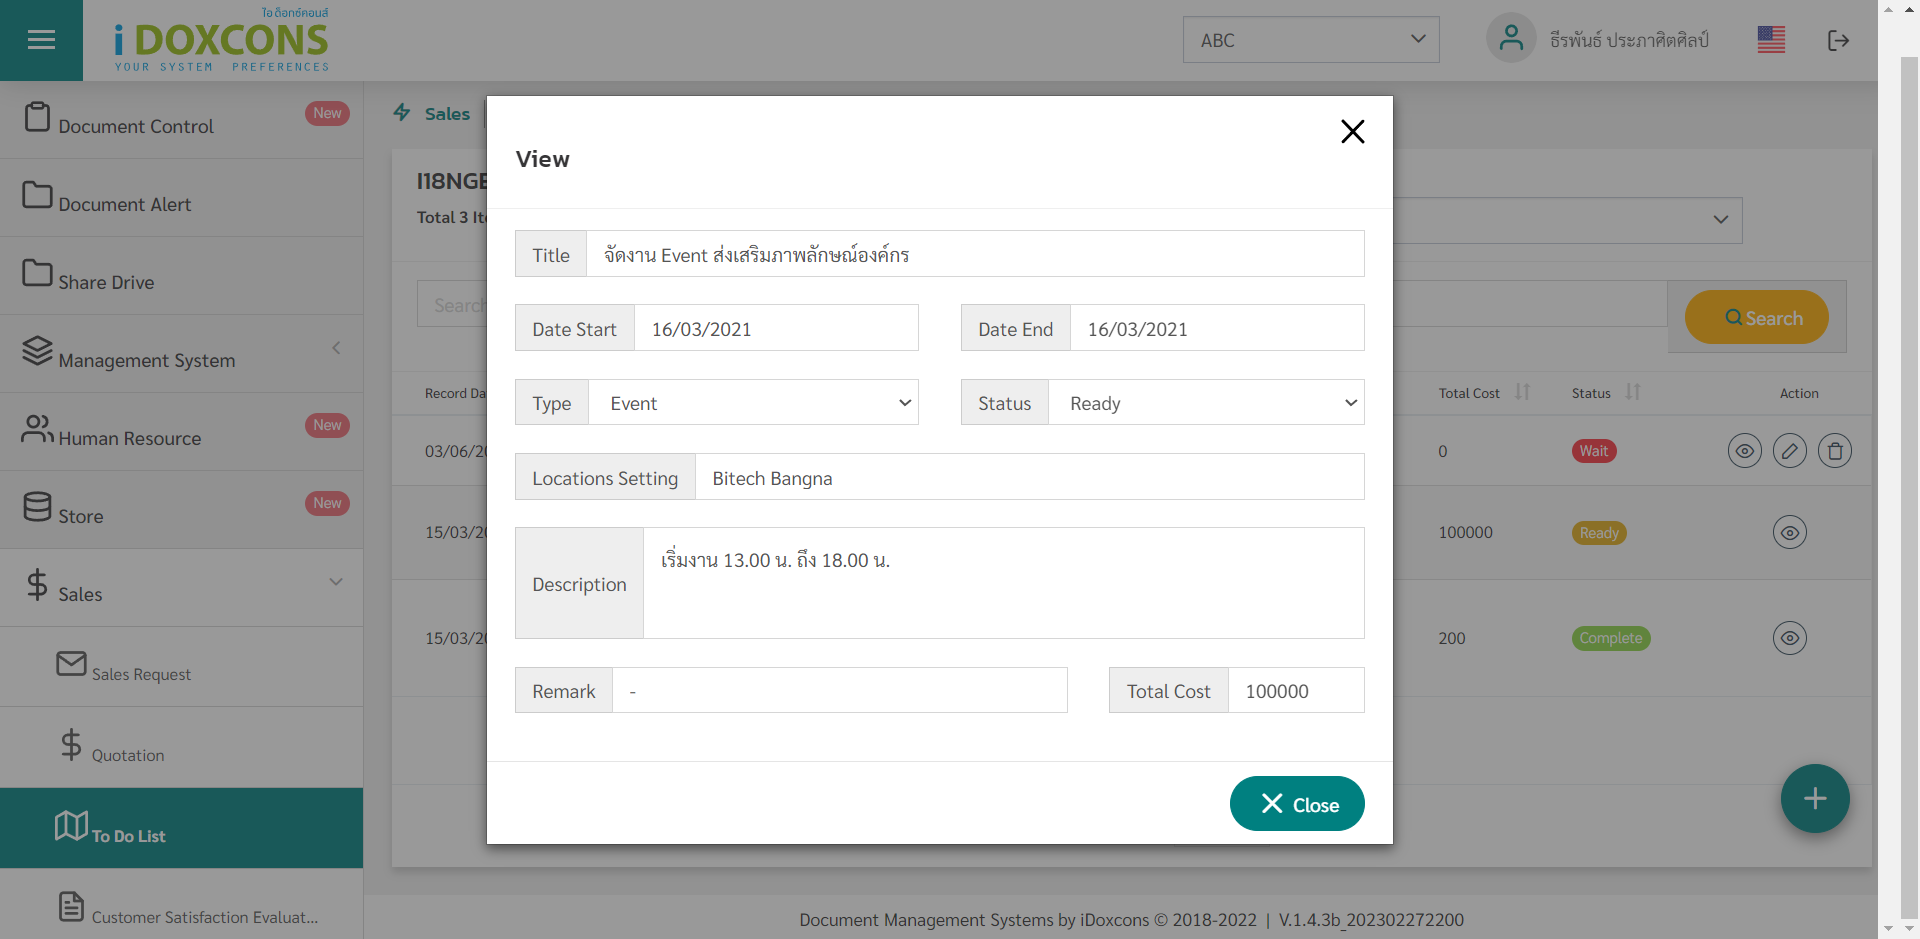 ไอด๊อกซ์คอนส์
i DOXCONS
YOUR SYSTEM PREFERENCES
ABC
ธีรพันธ์ ประภาศิตศิลป์
Document Control
New
Document Alert
Share Drive
Management System
Human Resource
New
Store
New
Sales
Sales Request
Quotation
To Do List
Customer Satisfaction Evaluat...
Sales
I18NGE
Total 3 Ite
Search
Search
Record Da
Total Cost
Status
Action
03/06/20
0
Wait
15/03/20
100000
Ready
15/03/20
200
Complete
View
Title
จัดงาน Event ส่งเสริมภาพลักษณ์องค์กร
Date Start
16/03/2021
Date End
16/03/2021
Type
Event
Status
Ready
Locations Setting
Bitech Bangna
Description
เริ่มงาน 13.00 น. ถึง 18.00 น.
Remark
-
Total Cost
100000
Close
Document Management Systems by iDoxcons © 2018-2022 | V.1.4.3b_202302272200